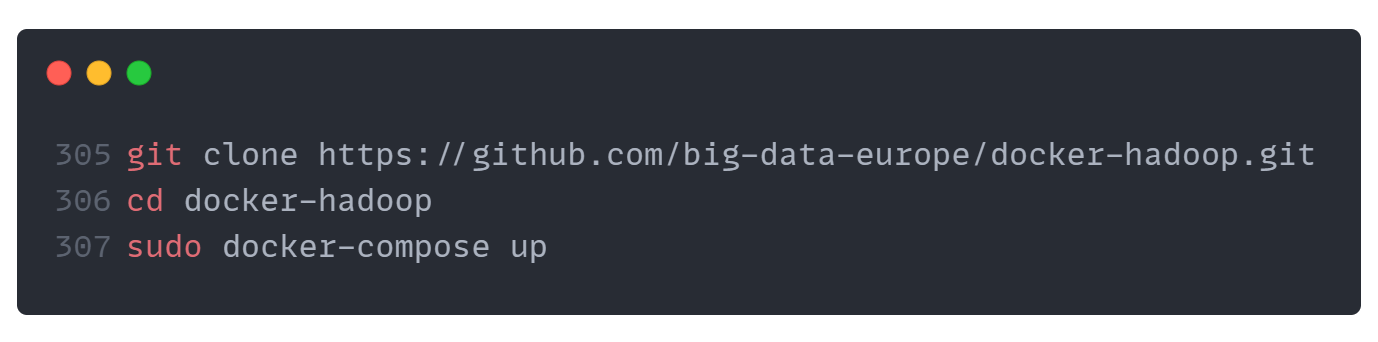 305 git clone https://github.com/big-data-europe/docker-hadoop.git
306 cd docker-hadoop
307 sudo docker-compose up